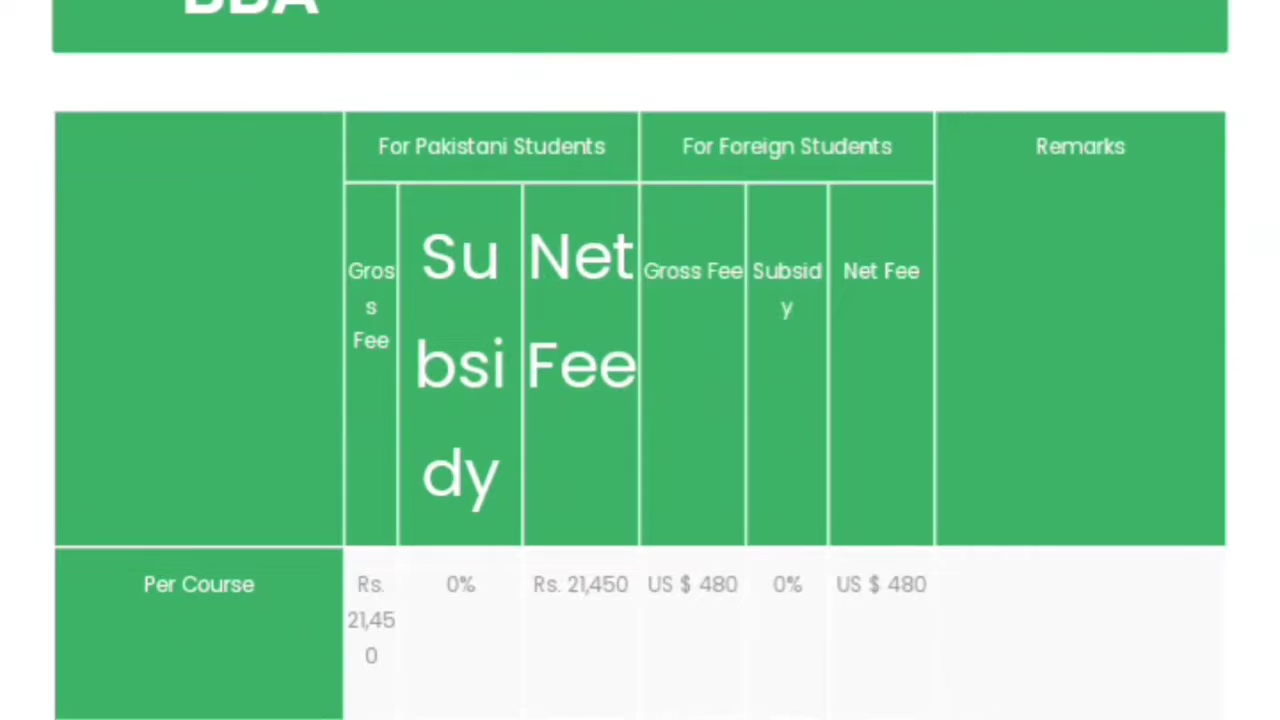 BBA
For Pakistani Students For Foreign Students Remarks
Gros
s
Fee
Su
bsi
dy
Net
Fee
Gross Fee
Subsid
y
Net Fee
Per Course
Rs.
21,45
0
0%
Rs. 21,450
US $ 480
0%
US $ 480